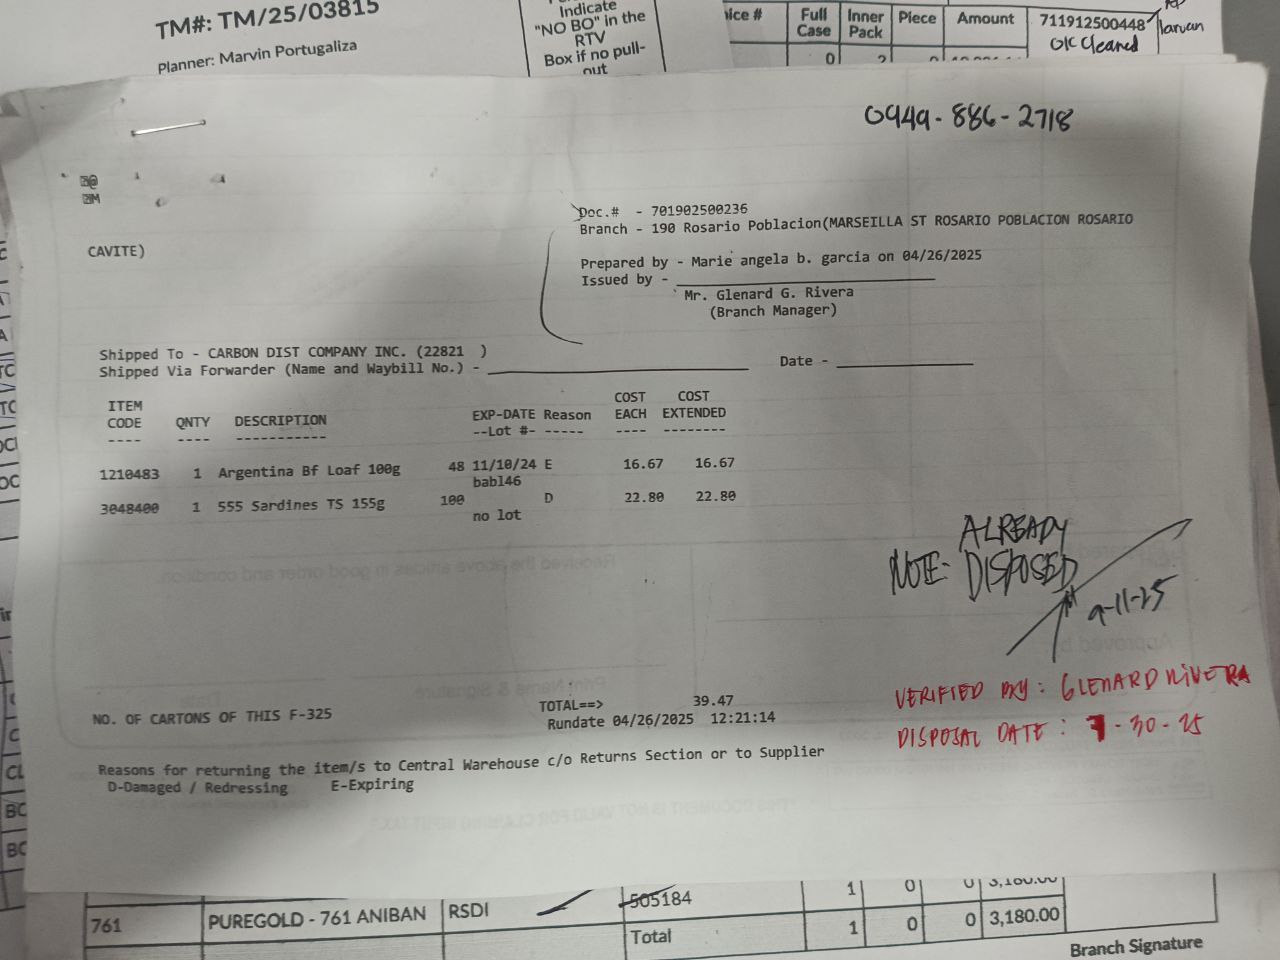 TM#: TM/25/03815
Planner: Marvin Portugaliza
Indicate
"NO BO" in the
RTV
Box if no pull-
out
ice # Full Case Inner Pack Piece Amount
711912500448
OK Cleared
0949-886-2718
Doc.# - 701902500236
Branch - 190 Rosario Poblacion(MARSEILLA ST ROSARIO POBLACION ROSARIO
CAVITE)
Prepared by - Marie angela b. garcia on 04/26/2025
Issued by -
Mr. Glenard G. Rivera
(Branch Manager)
Shipped To - CARBON DIST COMPANY INC. (22821 )
Shipped Via Forwarder (Name and Waybill No.) - Date -
ITEM COST COST
CODE QNTY DESCRIPTION EXP-DATE Reason EACH EXTENDED
---- ---- ----------- --Lot #- ----- ---- --------
1210483 1 Argentina Bf Loaf 100g 48 11/10/24 E 16.67 16.67
babl46
3048400 1 555 Sardines TS 155g 100 D 22.80 22.80
no lot
ALREADY
NOTE: DISPOSED
9-11-25
VERIFIED BY: GLENARD RIVERA
DISPOSAL DATE: 7-30-25
TOTAL==> 39.47
NO. OF CARTONS OF THIS F-325 Rundate 04/26/2025 12:21:14
Reasons for returning the item/s to Central Warehouse c/o Returns Section or to Supplier
D-Damaged / Redressing E-Expiring
505184 1 0 0 3,180.00
761 PUREGOLD - 761 ANIBAN RSDI
Total 1 0 0 3,180.00
Branch Signature